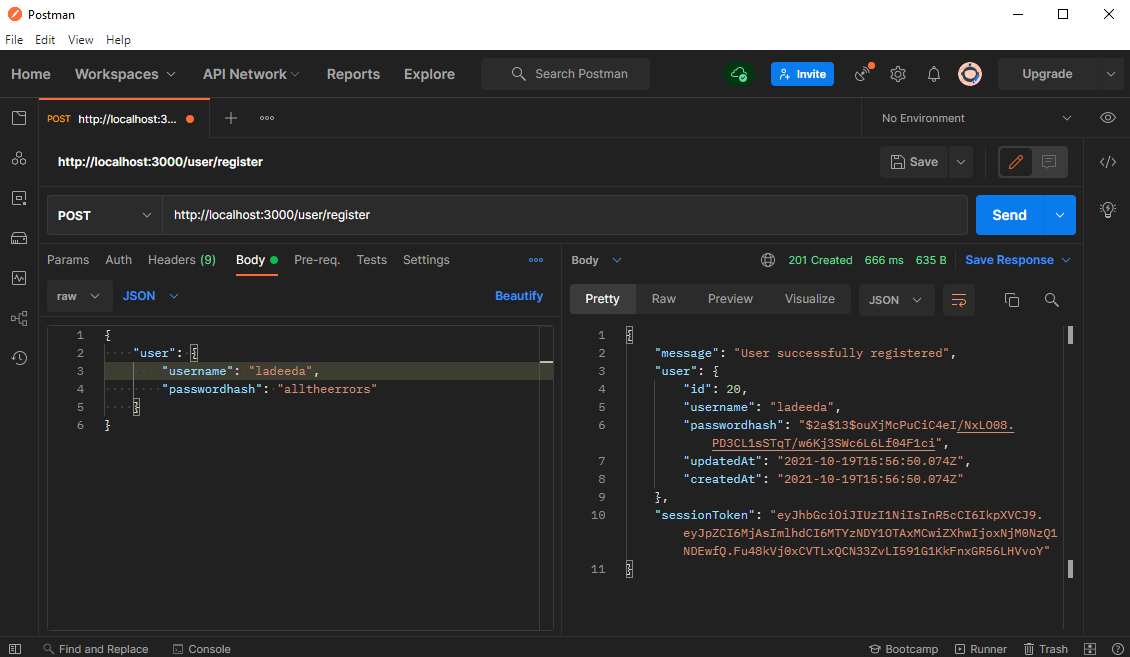 Postman
File Edit View Help
Home Workspaces API Network Reports Explore Search Postman Invite Upgrade
POST http://localhost:3... No Environment
http://localhost:3000/user/register Save
POST http://localhost:3000/user/register Send
Params Auth Headers (9) Body Pre-req. Tests Settings
Body 201 Created 666 ms 635 B Save Response
raw JSON Beautify
Pretty Raw Preview Visualize JSON
1 {
2 "user": {
3 "username": "ladeeda",
4 "passwordhash": "alltheerrors"
5 }
6 }
1 {
2 "message": "User successfully registered",
3 "user": {
4 "id": 20,
5 "username": "ladeeda",
6 "passwordhash": "$2a$13$ouXjMcPuCiC4eI/NxLO08.
PD3CL1sSTqT/w6Kj3SWc6L6Lf04F1ci",
7 "updatedAt": "2021-10-19T15:56:50.074Z",
8 "createdAt": "2021-10-19T15:56:50.074Z"
9 },
10 "sessionToken": "eyJhbGciOiJIUzI1NiIsInR5cCI6IkpXVCJ9.
eyJpZCI6MjAsImlhdCI6MTYzNDY1OTAxMCwiZXhwIjoxNjM0NzQ1
NDEwfQ.Fu48kVj0xCVTLxQCN33ZvLI591G1KkFnxGR56LHVvoY"
11 }
Find and Replace Console Bootcamp Runner Trash